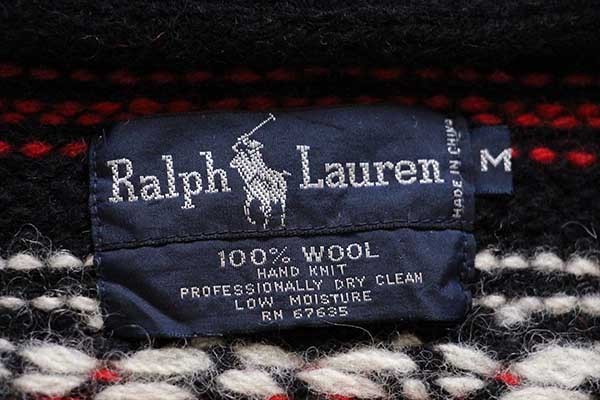 Ralph Lauren
MADE IN CHINA
M
100% WOOL
HAND KNIT
PROFESSIONALLY DRY CLEAN
LOW MOISTURE
RN 67635